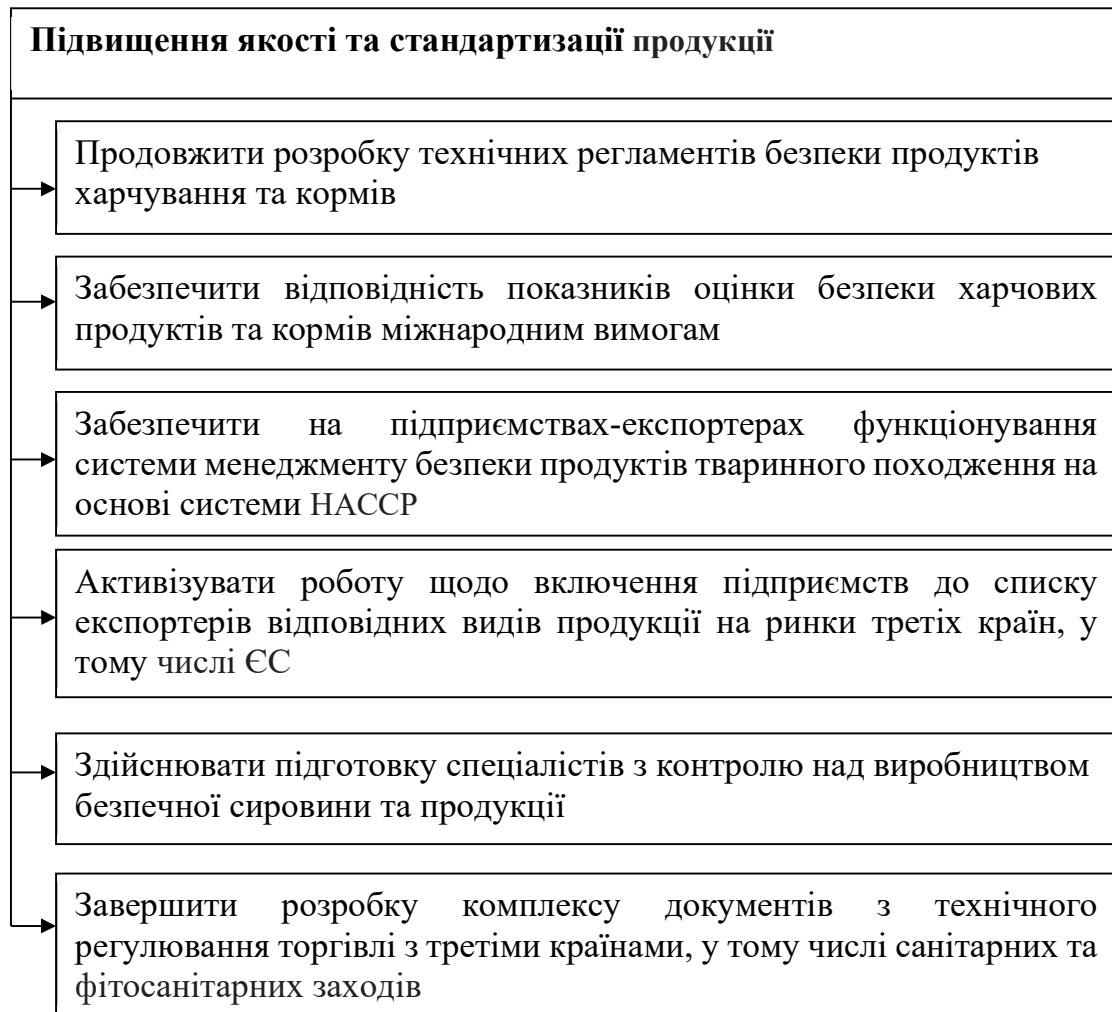 Підвищення якості та стандартизації продукції
Продовжити розробку технічних регламентів безпеки продуктів
харчування та кормів
Забезпечити відповідність показників оцінки безпеки харчових
продуктів та кормів міжнародним вимогам
Забезпечити на підприємствах-експортерах функціонування
системи менеджменту безпеки продуктів тваринного походження на
основі системи НАССР
Активізувати роботу щодо включення підприємств до списку
експортерів відповідних видів продукції на ринки третіх країн, у
тому числі ЄС
Здійснювати підготовку спеціалістів з контролю над виробництвом
безпечної сировини та продукції
Завершити розробку комплексу документів з технічного
регулювання торгівлі з третіми країнами, у тому числі санітарних та
фітосанітарних заходів